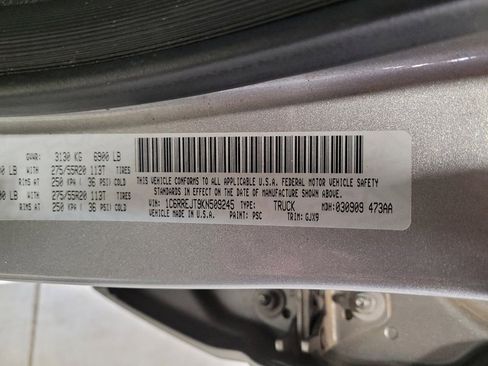 GVWR: 3130 KG 6900 LB
LB WITH 275/55R20 113T TIRES
RIMS AT 250 KPA / 36 PSI COLD
LB WITH 275/55R20 113T TIRES
RIMS AT 250 KPA / 36 PSI COLD
THIS VEHICLE CONFORMS TO ALL APPLICABLE U.S.A. FEDERAL MOTOR VEHICLE SAFETY
STANDARDS IN EFFECT ON THE DATE OF MANUFACTURE SHOWN ABOVE.
VIN: 1C6RREJT9KN509245 TYPE: TRUCK MDH: 030909 473AA
VEHICLE MADE IN U.S.A. PAINT: PSC TRIM: GJX9